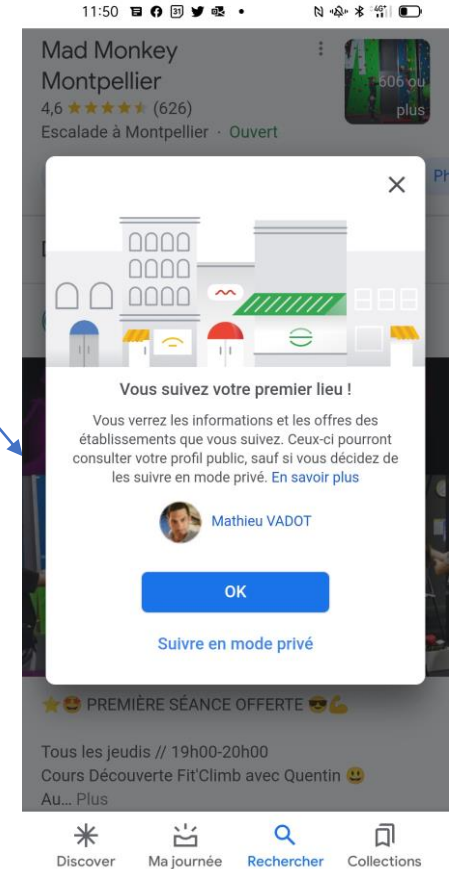 11:50
31
4G+
Mad Monkey
Montpellier
4,6 ★★★★★ (626)
Escalade à Montpellier · Ouvert
606 ou
plus
Ph
Vous suivez votre premier lieu !
Vous verrez les informations et les offres des
établissements que vous suivez. Ceux-ci pourront
consulter votre profil public, sauf si vous décidez de
les suivre en mode privé. En savoir plus
Mathieu VADOT
OK
Suivre en mode privé
⭐🤩 PREMIÈRE SÉANCE OFFERTE 😎💪
Tous les jeudis // 19h00-20h00
Cours Découverte Fit'Climb avec Quentin 😃
Au... Plus
Discover Ma journée Rechercher Collections